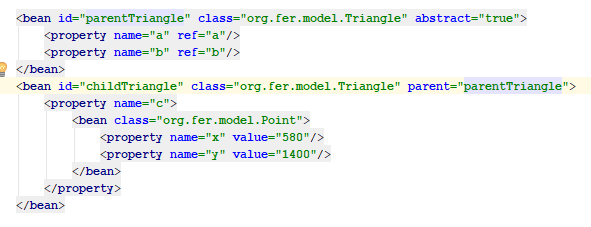 <bean id="parentTriangle" class="org.fer.model.Triangle" abstract="true">
<property name="a" ref="a"/>
<property name="b" ref="b"/>
</bean>
<bean id="childTriangle" class="org.fer.model.Triangle" parent="parentTriangle">
<property name="c">
<bean class="org.fer.model.Point">
<property name="x" value="580"/>
<property name="y" value="1400"/>
</bean>
</property>
</bean>